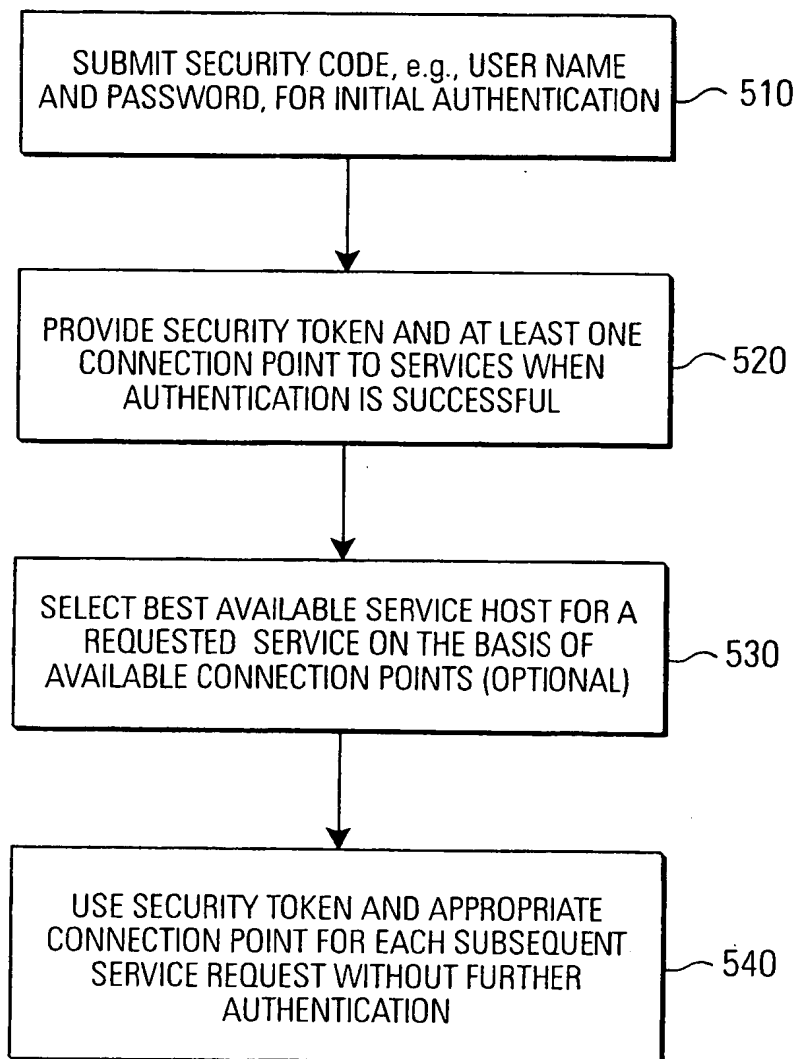 SUBMIT SECURITY CODE, e.g., USER NAME
AND PASSWORD, FOR INITIAL AUTHENTICATION
510
PROVIDE SECURITY TOKEN AND AT LEAST ONE
CONNECTION POINT TO SERVICES WHEN
AUTHENTICATION IS SUCCESSFUL
520
SELECT BEST AVAILABLE SERVICE HOST FOR A
REQUESTED SERVICE ON THE BASIS OF
AVAILABLE CONNECTION POINTS (OPTIONAL)
530
USE SECURITY TOKEN AND APPROPRIATE
CONNECTION POINT FOR EACH SUBSEQUENT
SERVICE REQUEST WITHOUT FURTHER
AUTHENTICATION
540